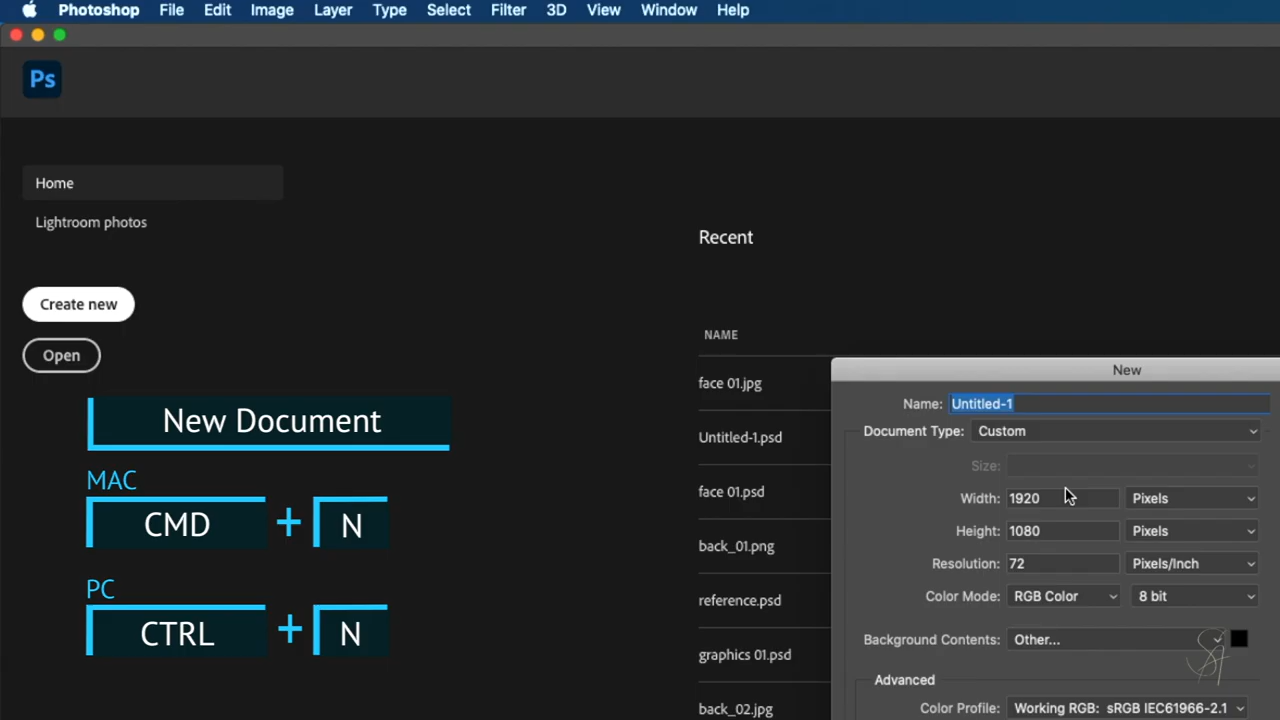 Photoshop File Edit Image Layer Type Select Filter 3D View Window Help
Ps
Home
Lightroom photos
Create new
Open
New Document
MAC
CMD + N
PC
CTRL + N
Recent
NAME
face 01.jpg
Untitled-1.psd
face 01.psd
back_01.png
reference.psd
graphics 01.psd
back_02.jpg
New
Name: Untitled-1
Document Type: Custom
Size:
Width: 1920 Pixels
Height: 1080 Pixels
Resolution: 72 Pixels/Inch
Color Mode: RGB Color 8 bit
Background Contents: Other...
Advanced
Color Profile: Working RGB: sRGB IEC61966-2.1